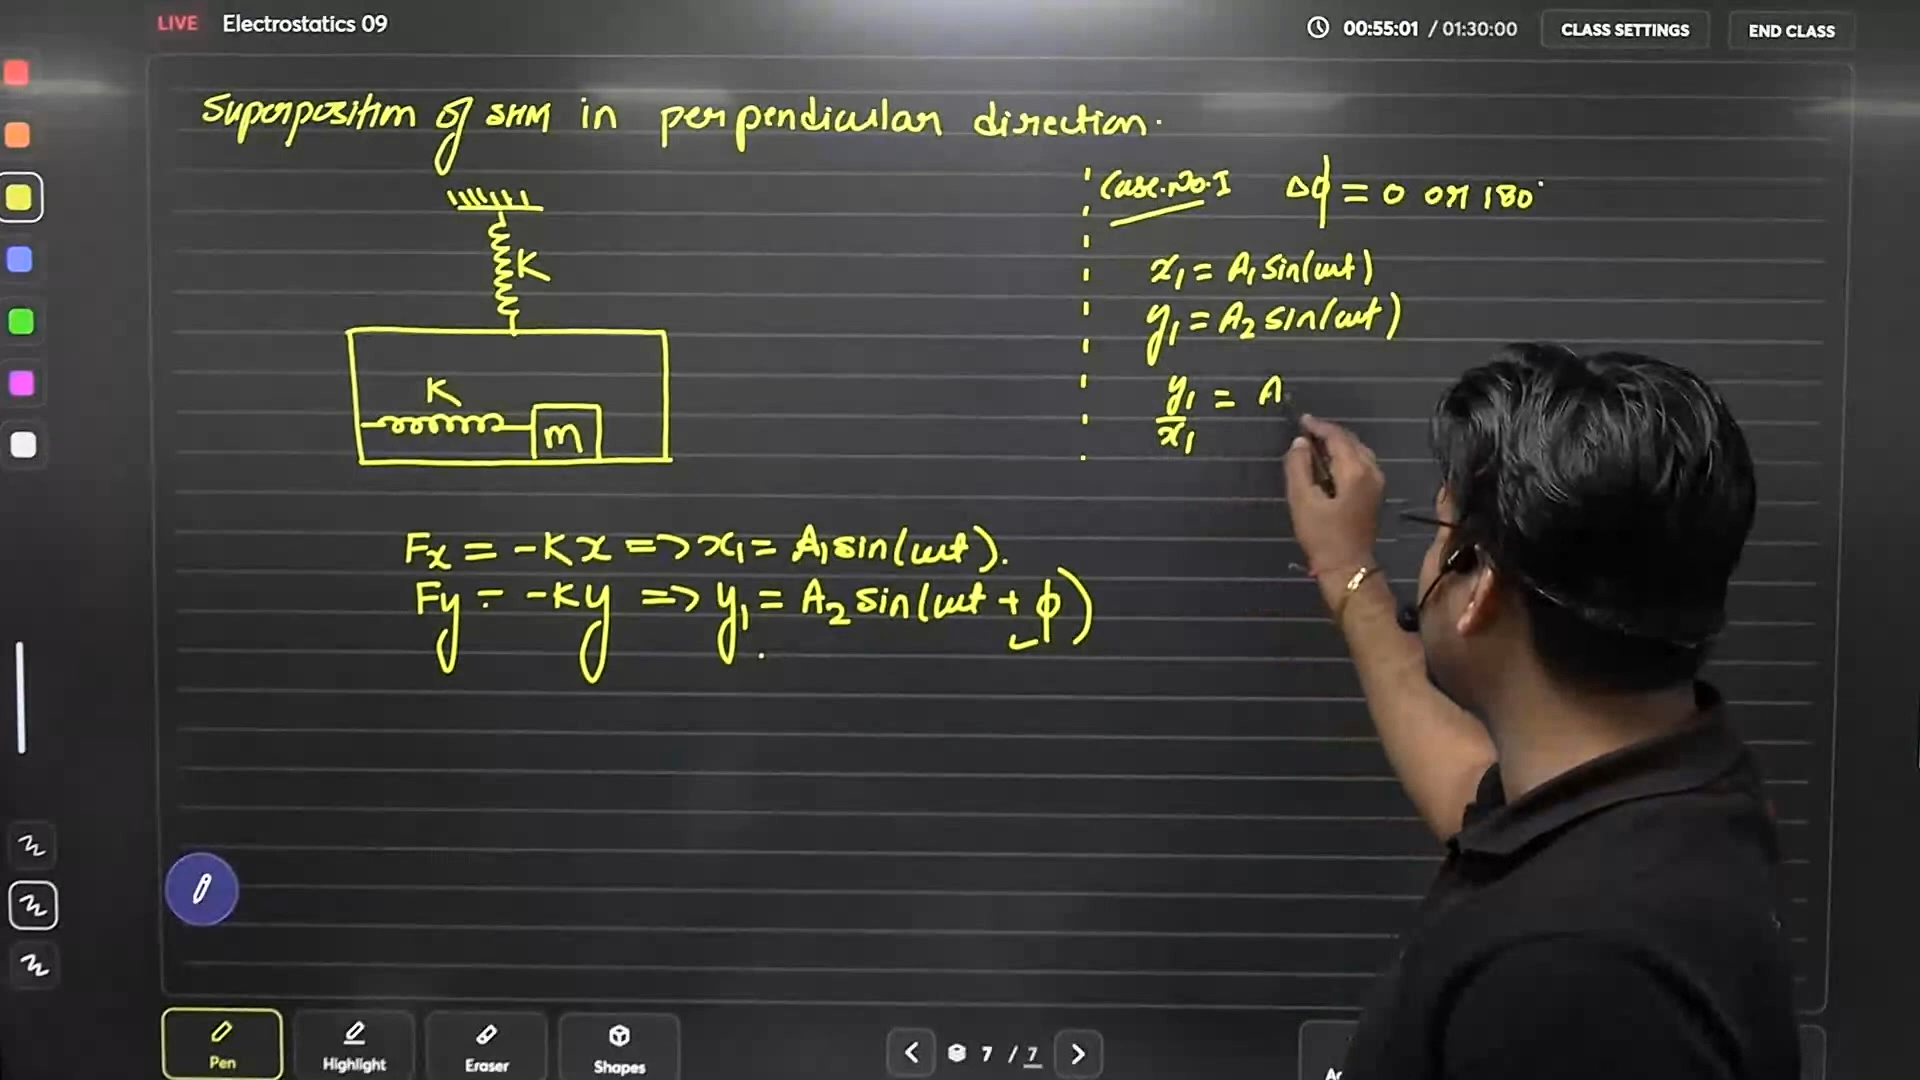 LIVE Electrostatics 09
00:55:01 / 01:30:00 CLASS SETTINGS END CLASS
Superposition of SHM in perpendicular direction.
K
K
m
Fx = -Kx => x₁ = A₁ sin(ωt).
Fy = -Ky => y₁ = A₂ sin(ωt + ϕ)
Case.No.I Δϕ = 0 or 180°
x₁ = A₁ sin(ωt)
y₁ = A₂ sin(ωt)
y₁/x₁ = A
Pen Highlight Eraser Shapes
7 / 7